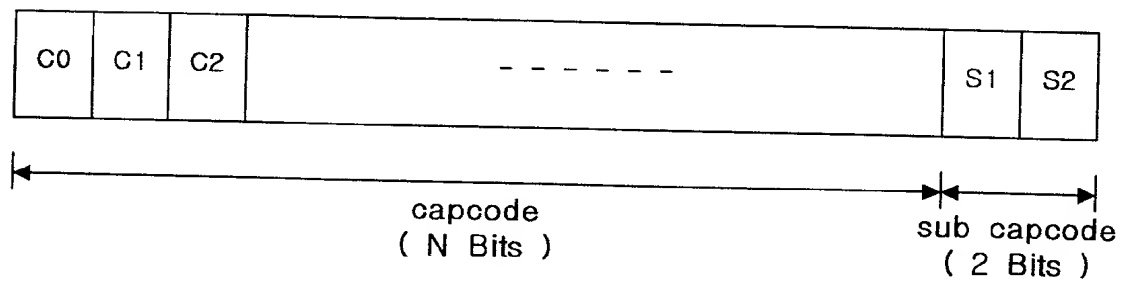 C0 C1 C2 - - - - - - S1 S2
capcode
( N Bits )
sub capcode
( 2 Bits )